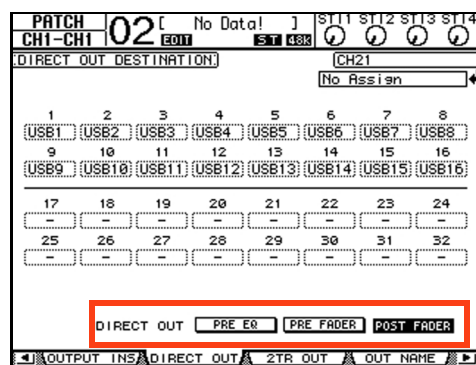 PATCH
CH1-CH1
02
[ No Data! ]
EDIT
ST 48k
STI1 STI2 STI3 STI4
DIRECT OUT DESTINATION
CH21
No Assign
1 2 3 4 5 6 7 8
USB1 USB2 USB3 USB4 USB5 USB6 USB7 USB8
9 10 11 12 13 14 15 16
USB9 USB10 USB11 USB12 USB13 USB14 USB15 USB16
17 18 19 20 21 22 23 24
- - - - - - - -
25 26 27 28 29 30 31 32
- - - - - - - -
DIRECT OUT PRE EQ PRE FADER POST FADER
OUTPUT INS DIRECT OUT 2TR OUT OUT NAME